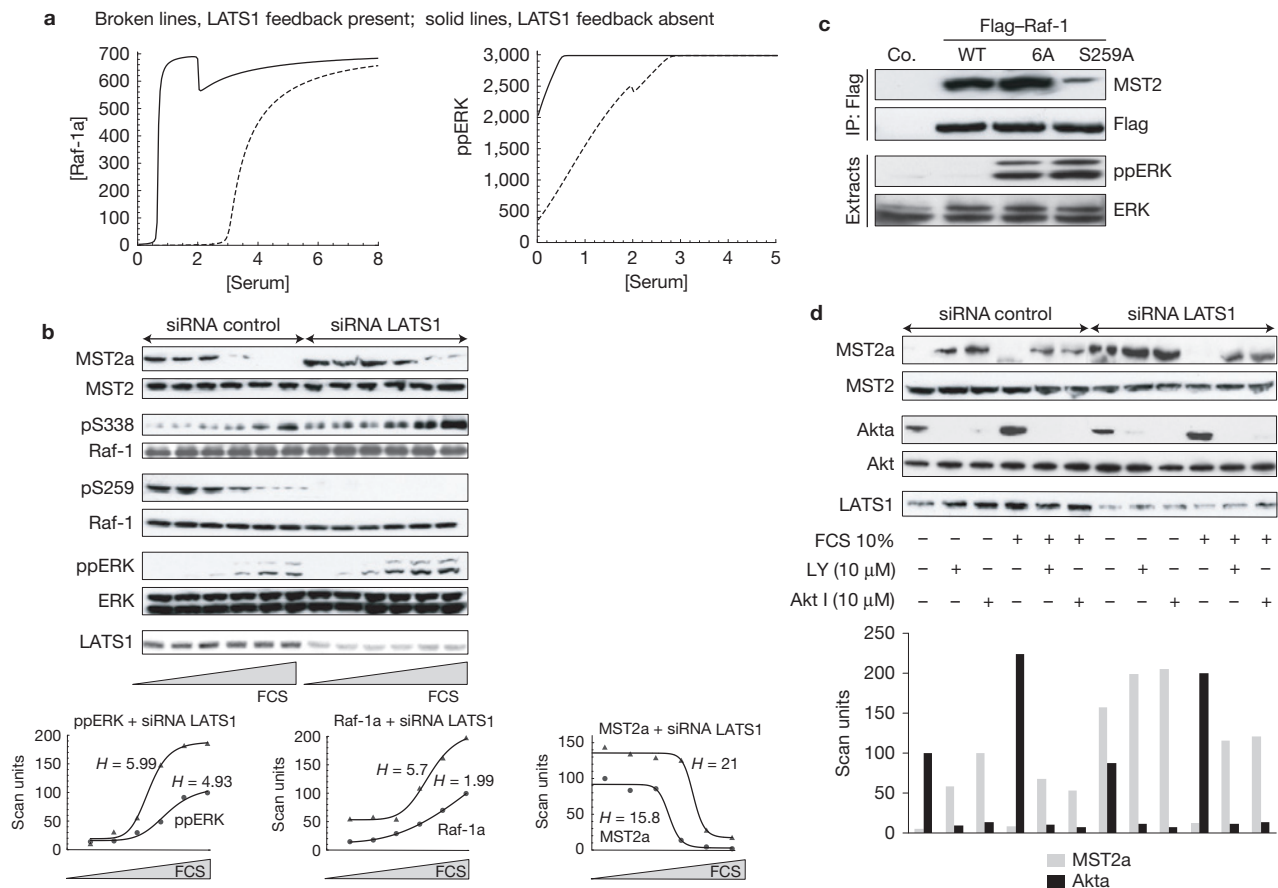 a Broken lines, LATS1 feedback present; solid lines, LATS1 feedback absent
700
600
500
400
300
200
100
0
[Raf-1a]
0 2 4 6 8
[Serum]
3,000
2,500
2,000
1,500
1,000
500
0
ppERK
0 1 2 3 4 5
[Serum]
c
Flag–Raf-1
Co. WT 6A S259A
IP: Flag
MST2
Flag
Extracts
ppERK
ERK
b
siRNA control siRNA LATS1
MST2a
MST2
pS338
Raf-1
pS259
Raf-1
ppERK
ERK
LATS1
FCS FCS
ppERK + siRNA LATS1
Scan units
200
150
100
50
0
H = 5.99
H = 4.93
ppERK
FCS
Raf-1a + siRNA LATS1
Scan units
200
150
100
50
0
H = 5.7
H = 1.99
Raf-1a
FCS
MST2a + siRNA LATS1
Scan units
150
100
50
0
H = 21
H = 15.8
MST2a
FCS
d
siRNA control siRNA LATS1
MST2a
MST2
Akta
Akt
LATS1
FCS 10% – – – + + + – – – + + +
LY (10 μM) – + – – + – – + – – + –
Akt I (10 μM) – – + – – + – – + – – +
250
200
150
100
50
0
Scan units
MST2a
Akta